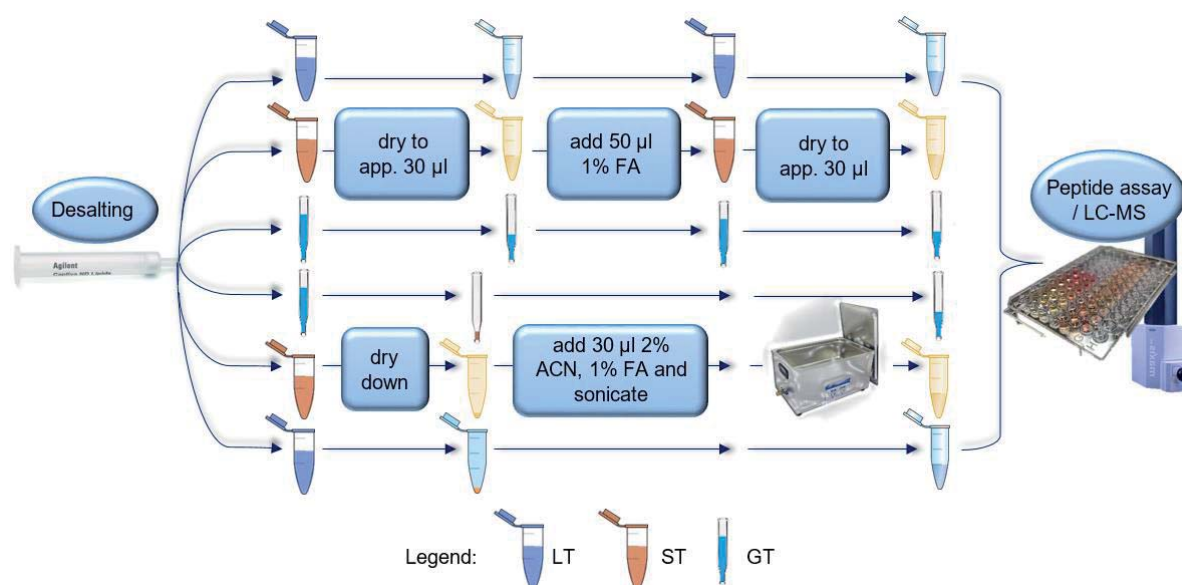 dry to
app. 30 µl
add 50 µl
1% FA
dry to
app. 30 µl
Desalting
Peptide assay
/ LC-MS
Agilent
dry
down
add 30 µl 2%
ACN, 1% FA and
sonicate
Legend:
LT
ST
GT